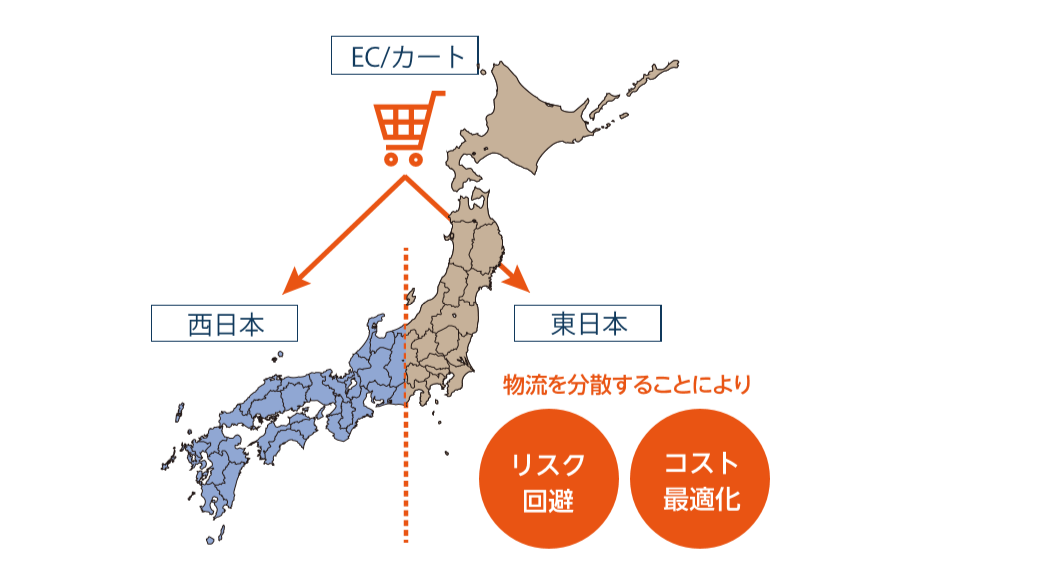 EC/カート
西日本
東日本
物流を分散することにより
リスク
回避
コスト
最適化